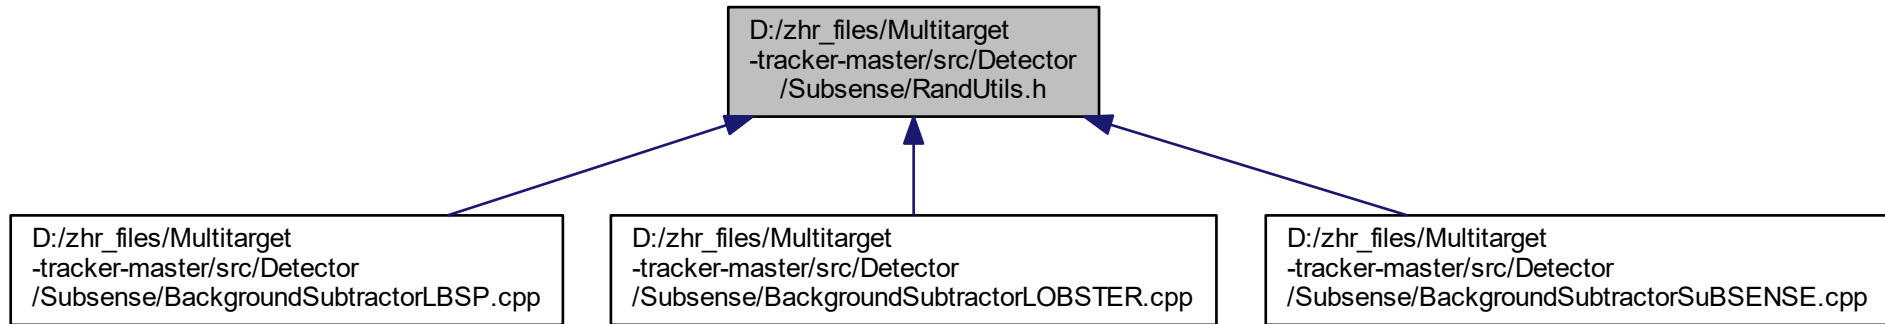 D:/zhr_files/Multitarget
-tracker-master/src/Detector
/Subsense/RandUtils.h
D:/zhr_files/Multitarget
-tracker-master/src/Detector
/Subsense/BackgroundSubtractorLBSP.cpp
D:/zhr_files/Multitarget
-tracker-master/src/Detector
/Subsense/BackgroundSubtractorLOBSTER.cpp
D:/zhr_files/Multitarget
-tracker-master/src/Detector
/Subsense/BackgroundSubtractorSuBSENSE.cpp